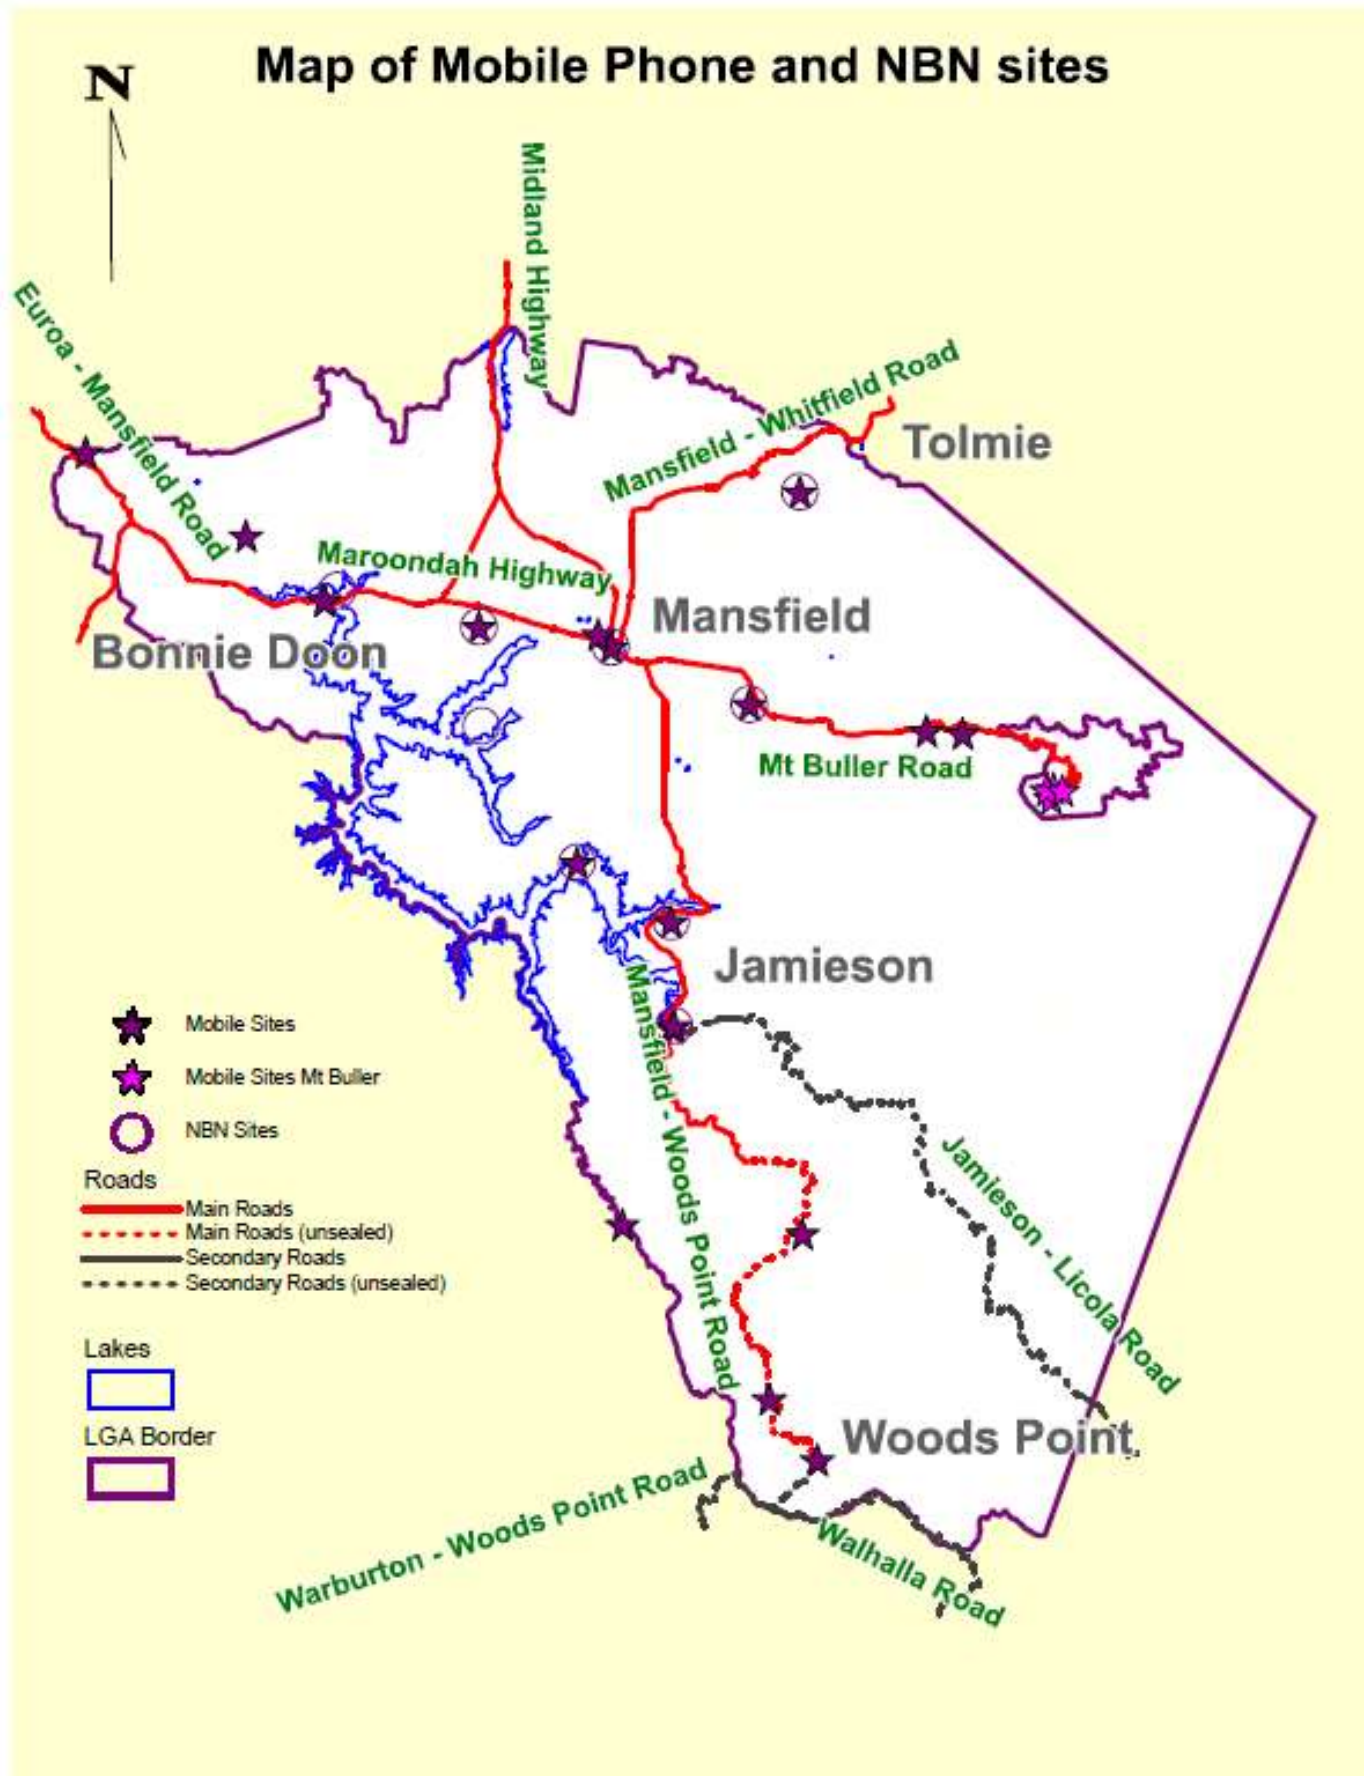 Map of Mobile Phone and NBN sites
N
Midland Highway
Euroa - Mansfield Road
Mansfield - Whitfield Road
Tolmie
Maroondah Highway
Mansfield
Bonnie Doon
Mt Buller Road
Jamieson
Mansfield - Woods Point Road
Mobile Sites
Mobile Sites Mt Buller
NBN Sites
Roads
Main Roads
Main Roads (unsealed)
Secondary Roads
Secondary Roads (unsealed)
Jamieson - Licola Road
Lakes
LGA Border
Woods Point
Warburton - Woods Point Road
Walhalla Road